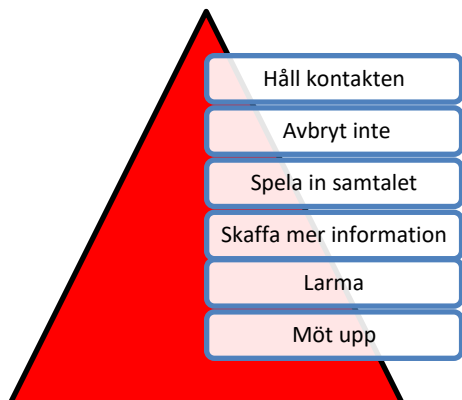 Håll kontakten
Avbryt inte
Spela in samtalet
Skaffa mer information
Larma
Möt upp